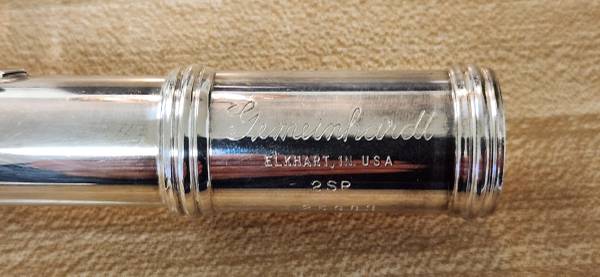 Gemeinhardt
ELKHART, IN. USA
2SP